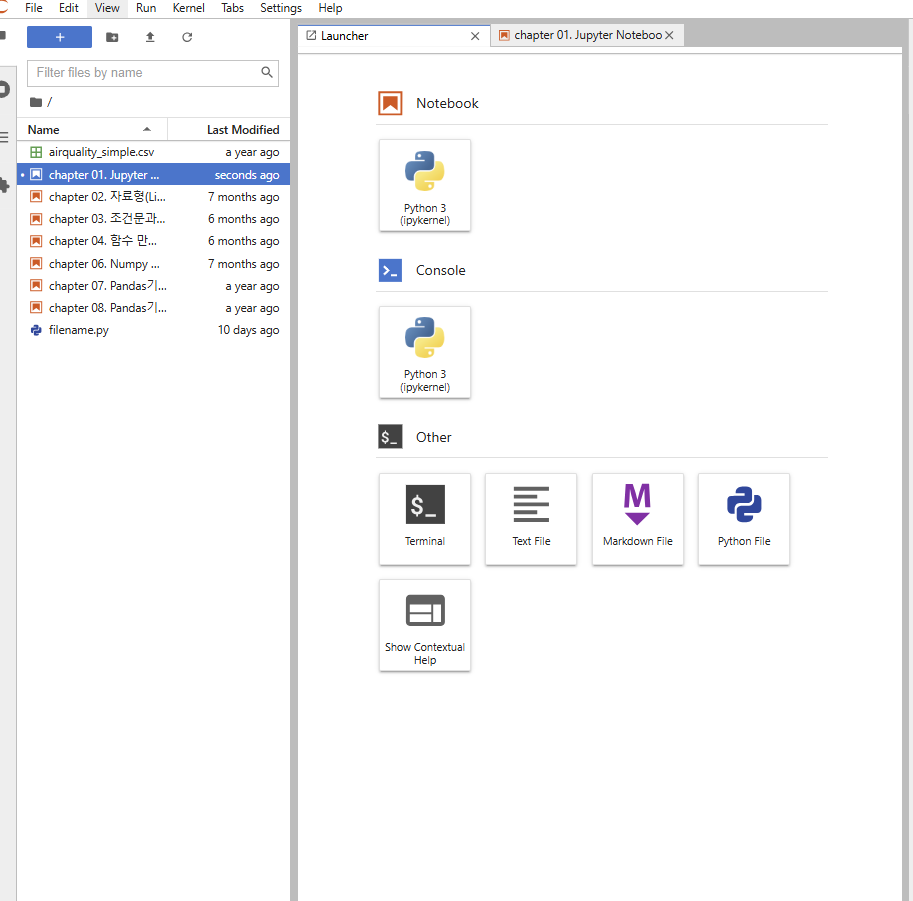 File Edit View Run Kernel Tabs Settings Help
Launcher
chapter 01. Jupyter Noteboo
Filter files by name
/
Name Last Modified
airquality_simple.csv a year ago
chapter 01. Jupyter ... seconds ago
chapter 02. 자료형(Li... 7 months ago
chapter 03. 조건문과... 6 months ago
chapter 04. 함수 만... 6 months ago
chapter 06. Numpy ... 7 months ago
chapter 07. Pandas기... a year ago
chapter 08. Pandas기... a year ago
filename.py 10 days ago
Notebook
Python 3
(ipykernel)
Console
Python 3
(ipykernel)
$_ Other
$_
Terminal
Text File
M
Markdown File
Python File
Show Contextual
Help